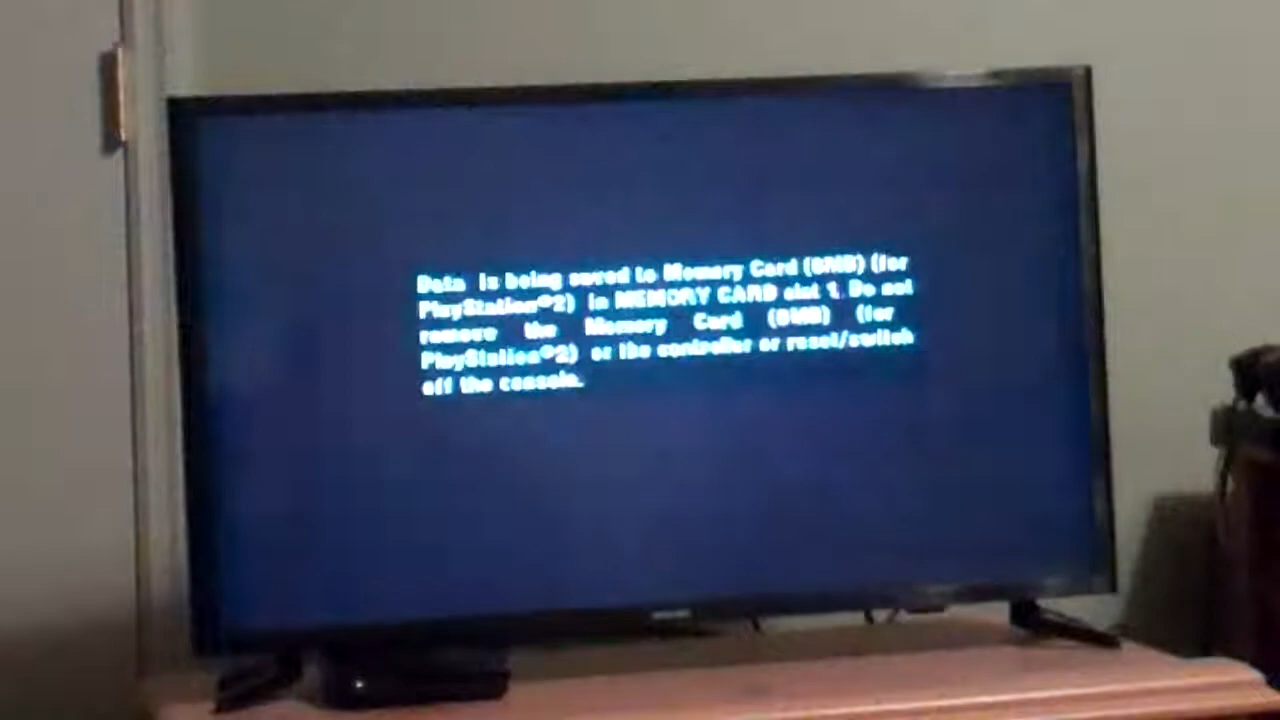 Data is being saved to Memory Card (8MB) (for
PlayStation®2) in MEMORY CARD slot 1. Do not
remove the Memory Card (8MB) (for
PlayStation®2) or the controller or reset/switch
off the console.